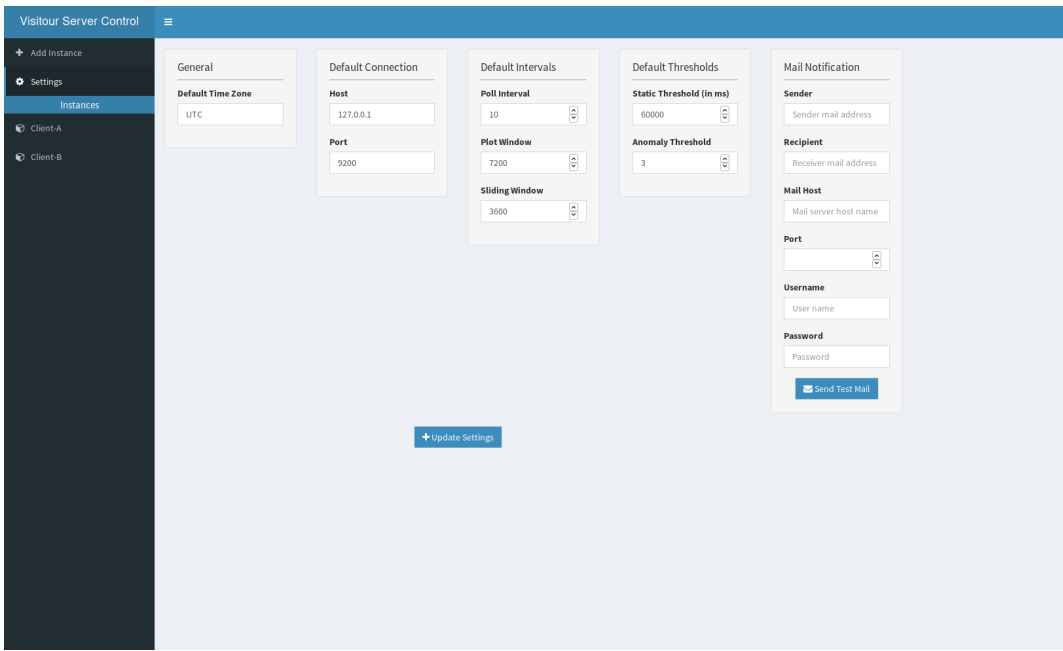 Visitour Server Control
Add Instance
Settings
Instances
Client-A
Client-B
General
Default Time Zone
UTC
Default Connection
Host
127.0.0.1
Port
9200
Default Intervals
Poll Interval
10
Plot Window
7200
Sliding Window
3600
Default Thresholds
Static Threshold (in ms)
60000
Anomaly Threshold
3
Mail Notification
Sender
Sender mail address
Recipient
Receiver mail address
Mail Host
Mail server host name
Port
Username
User name
Password
Password
Send Test Mail
Update Settings